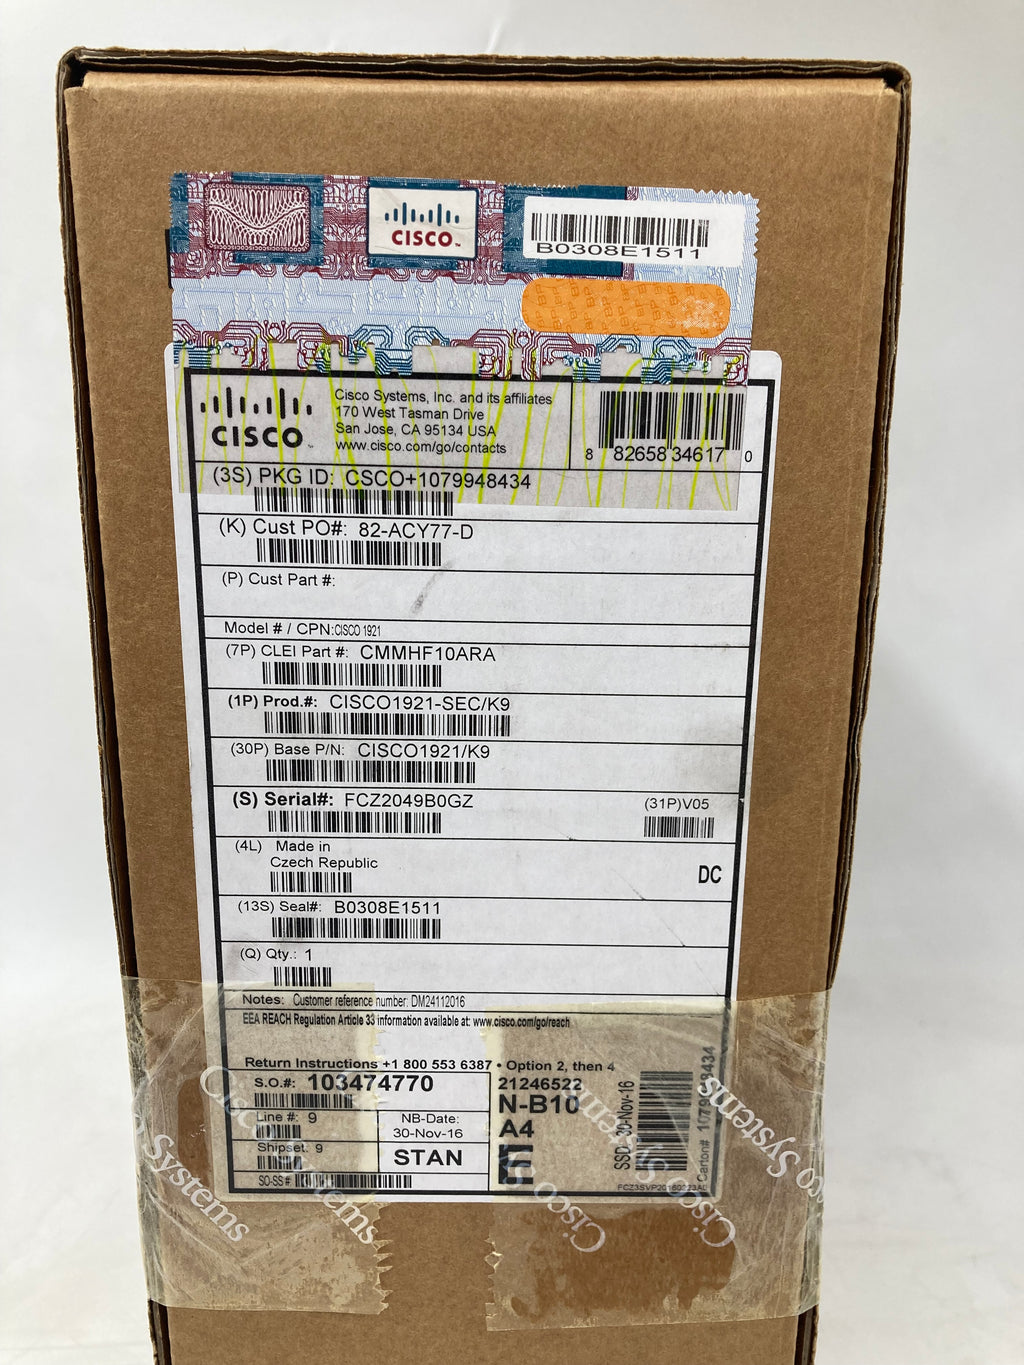 CISCO
B0308E1511
CISCO
Cisco Systems, Inc. and its affiliates
170 West Tasman Drive
San Jose, CA 95134 USA
www.cisco.com/go/contacts
8 82658 34617 0
(3S) PKG ID: CSCO+1079948434
(K) Cust PO#: 82-ACY77-D
(P) Cust Part #:
Model # / CPN:CISCO 1921
(7P) CLEI Part #: CMMHF10ARA
(1P) Prod.#: CISCO1921-SEC/K9
(30P) Base P/N: CISCO1921/K9
(S) Serial#: FCZ2049B0GZ
(31P)V05
(4L) Made in
Czech Republic
DC
(13S) Seal#: B0308E1511
(Q) Qty.: 1
Notes: Customer reference number: DM24112016
EEA REACH Regulation Article 33 information available at: www.cisco.com/go/reach
Return Instructions +1 800 553 6387 • Option 2, then 4
S.O.#: 103474770
Line #: 9
Shipset: 9
SO-SS#
NB-Date:
30-Nov-16
STAN
21246522
N-B10
A4
E
SSD: 30-Nov-16
Carton#
Cisco Systems
Cisco Systems
Cisco Systems
Cisco Systems